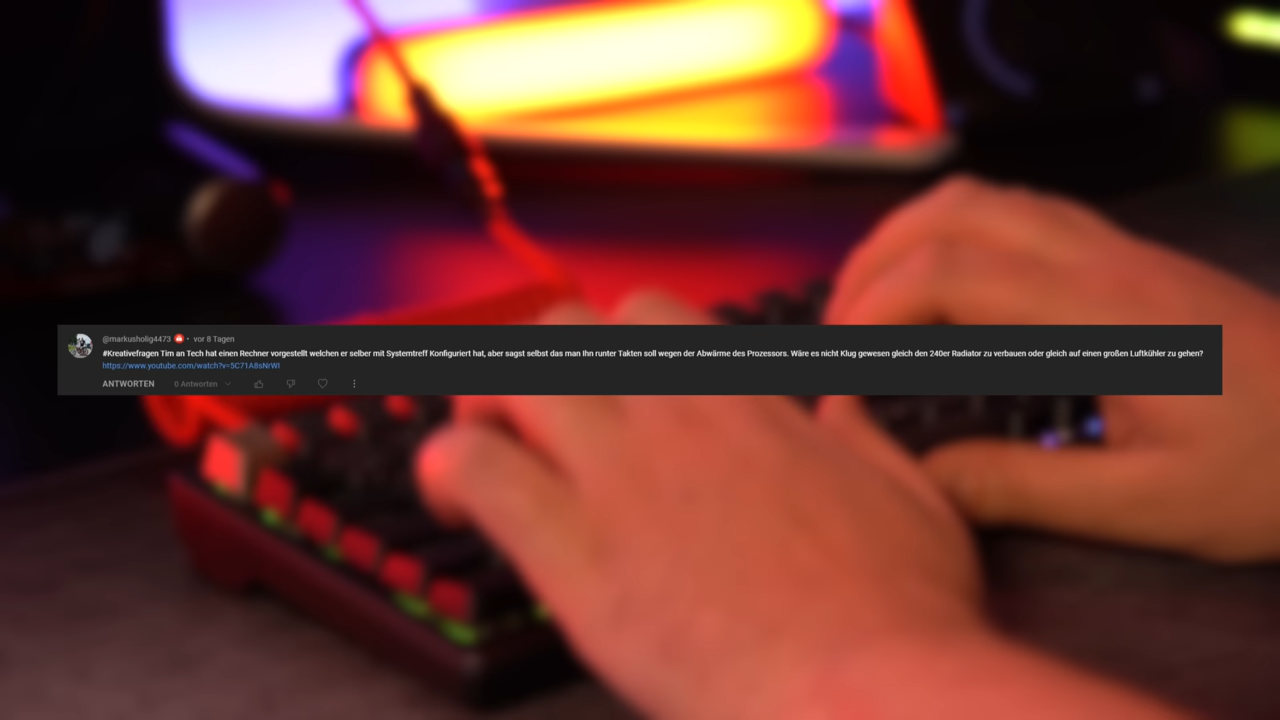 @markusholig4473 • vor 8 Tagen
#Kreativefragen Tim an Tech hat einen Rechner vorgestellt welchen er selber mit Systemtreff Konfiguriert hat, aber sagst selbst das man Ihn runter Takten soll wegen der Abwärme des Prozessors. Wäre es nicht Klug gewesen gleich den 240er Radiator zu verbauen oder gleich auf einen großen Luftkühler zu gehen?
https://www.youtube.com/watch?v=5C71A8sNrWI
ANTWORTEN 0 Antworten